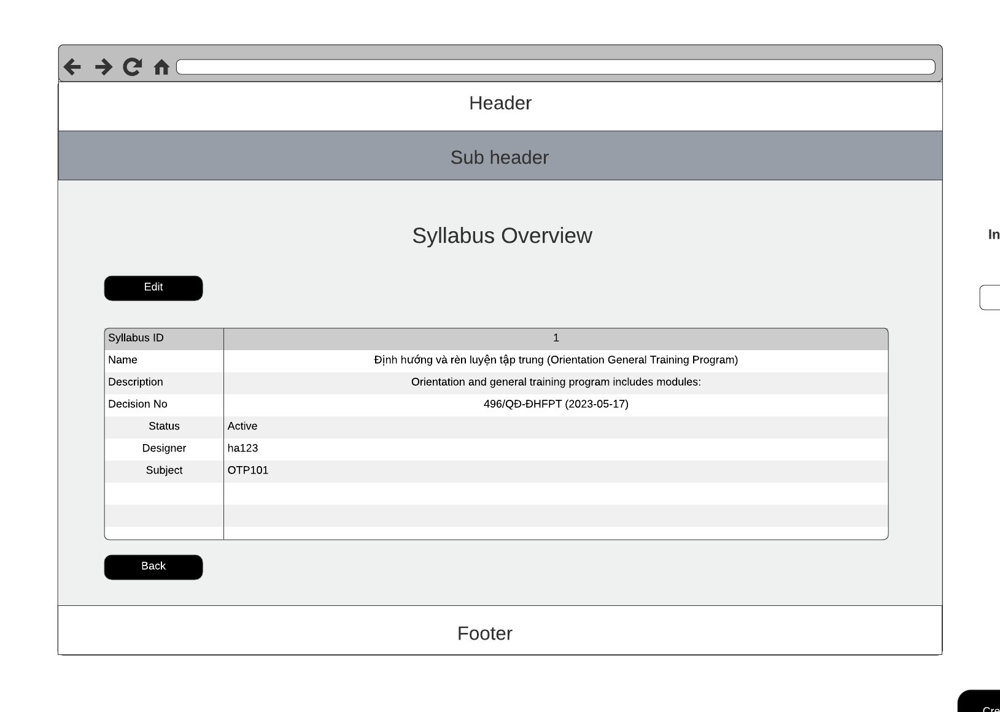 Header
Sub header
Syllabus Overview
In
Edit
Syllabus ID 1
Name Định hướng và rèn luyện tập trung (Orientation General Training Program)
Description Orientation and general training program includes modules:
Decision No 496/QĐ-ĐHFPT (2023-05-17)
Status Active
Designer ha123
Subject OTP101
Back
Footer